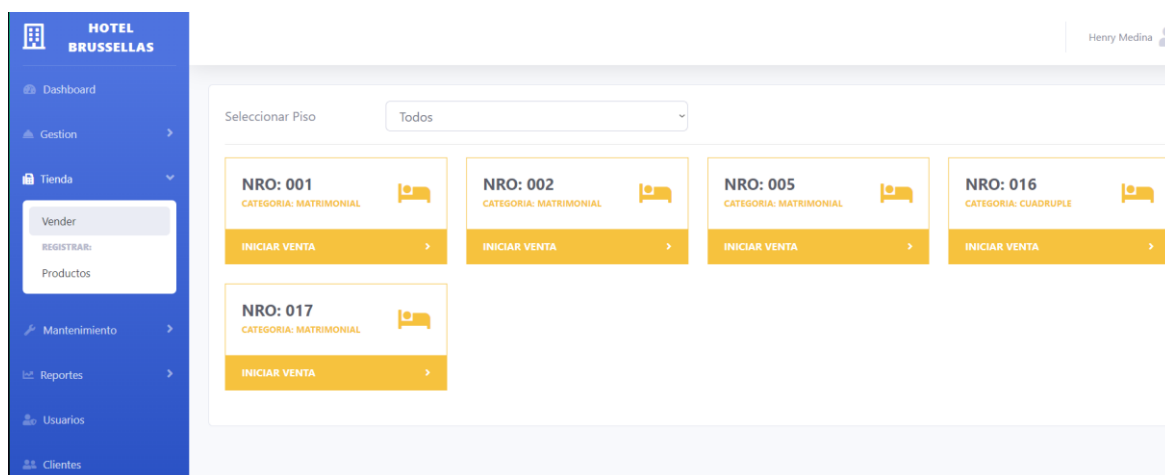 HOTEL
BRUSSELLAS
Henry Medina
Dashboard
Gestion
Tienda
Vender
REGISTRAR:
Productos
Mantenimiento
Reportes
Usuarios
Clientes
Seleccionar Piso
Todos
NRO: 001
CATEGORIA: MATRIMONIAL
INICIAR VENTA
NRO: 002
CATEGORIA: MATRIMONIAL
INICIAR VENTA
NRO: 005
CATEGORIA: MATRIMONIAL
INICIAR VENTA
NRO: 016
CATEGORIA: CUADRUPLE
INICIAR VENTA
NRO: 017
CATEGORIA: MATRIMONIAL
INICIAR VENTA